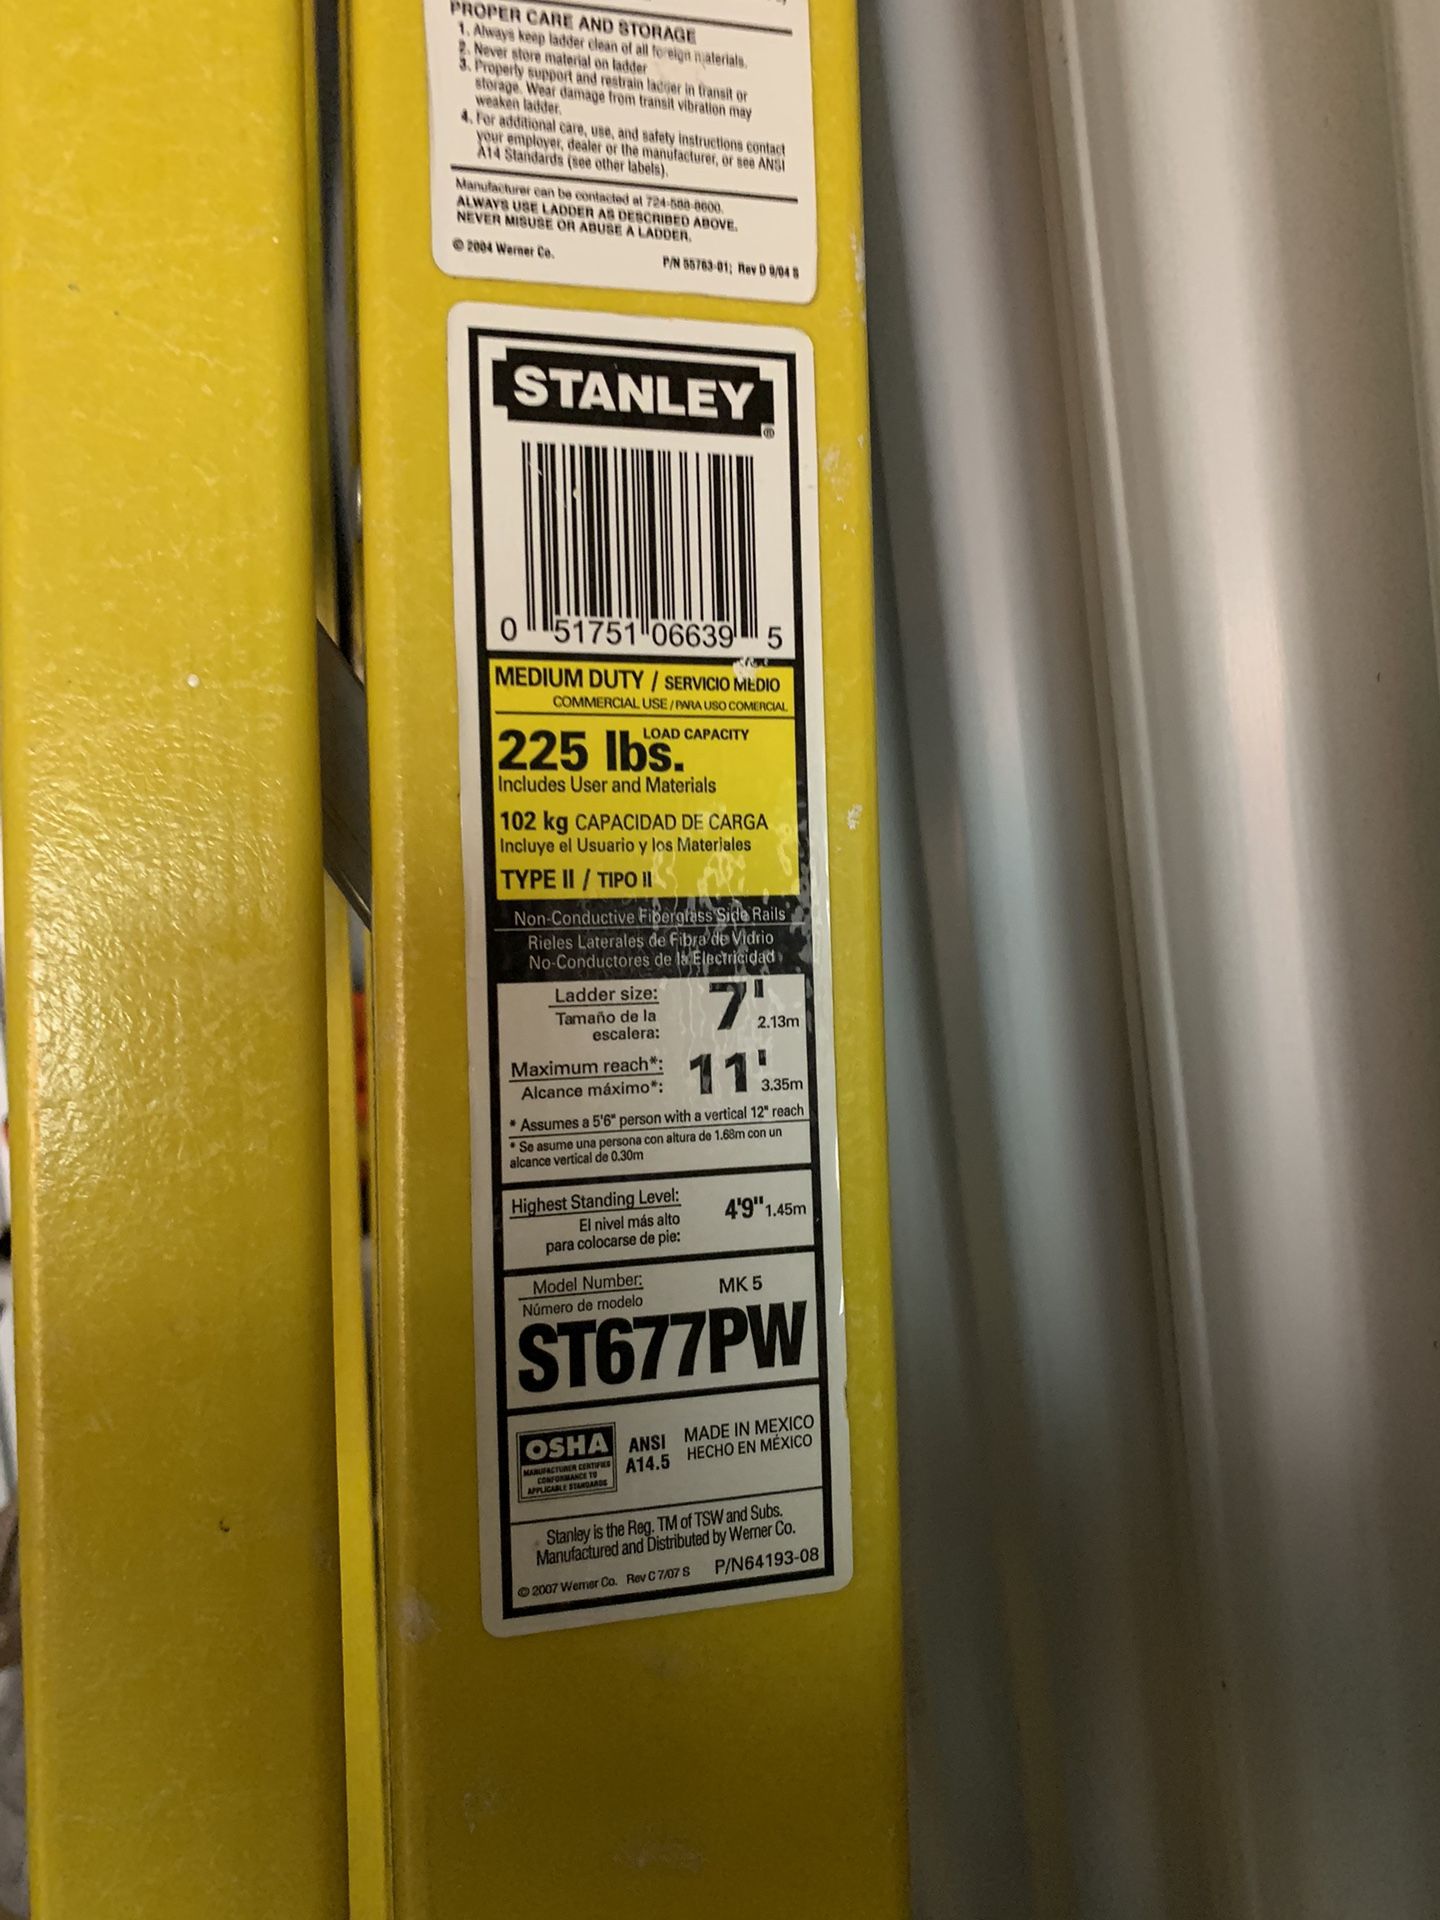 PROPER CARE AND STORAGE
1. Always keep ladder clean of all foreign materials.
2. Never store material on ladder
3. Properly support and restrain ladder in transit or
storage. Wear damage from transit vibration may
weaken ladder.
4. For additional care, use, and safety instructions contact
your employer, dealer or the manufacturer, or see ANSI
A14 Standards (see other labels).
Manufacturer can be contacted at 724-588-8600.
ALWAYS USE LADDER AS DESCRIBED ABOVE.
NEVER MISUSE OR ABUSE A LADDER.
© 2004 Werner Co. P/N 55763-01; Rev D 9/04 S
STANLEY®
0 51751 06639 5
MEDIUM DUTY / SERVICIO MEDIO
COMMERCIAL USE / PARA USO COMERCIAL
225 lbs. LOAD CAPACITY
Includes User and Materials
102 kg CAPACIDAD DE CARGA
Incluye el Usuario y los Materiales
TYPE II / TIPO II
Non-Conductive Fiberglass Side Rails
Rieles Laterales de Fibra de Vidrio
No-Conductores de la Electricidad
Ladder size: 7'
Tamaño de la 2.13m
escalera:
Maximum reach*: 11'
Alcance máximo*: 3.35m
* Assumes a 5'6" person with a vertical 12" reach
* Se asume una persona con altura de 1.68m con un
alcance vertical de 0.30m
Highest Standing Level: 4'9" 1.45m
El nivel más alto
para colocarse de pie:
Model Number: MK 5
Número de modelo
ST677PW
OSHA
MANUFACTURER CERTIFIES
CONFORMANCE TO
APPLICABLE STANDARDS
ANSI
A14.5
MADE IN MEXICO
HECHO EN MÉXICO
Stanley is the Reg. TM of TSW and Subs.
Manufactured and Distributed by Werner Co.
© 2007 Werner Co. Rev C 7/07 S P/N64193-08